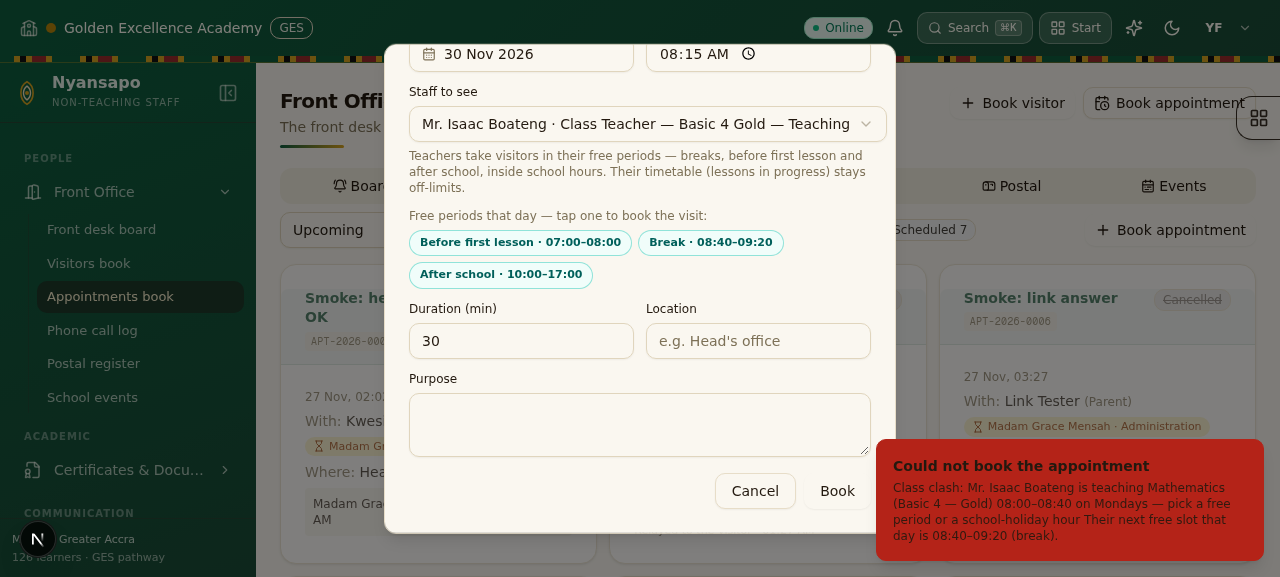 Golden Excellence Academy
GES
Online
Search
⌘K
Start
YF
Nyansapo
NON-TEACHING STAFF
PEOPLE
Front Office
Front desk board
Visitors book
Appointments book
Phone call log
Postal register
School events
ACADEMIC
Certificates & Docu...
COMMUNICATION
Greater Accra
GES pathway
Front Offi
The front desk
Book visitor
Book appointment
Postal
Events
Upcoming
Scheduled 7
Book appointment
OK
27 Nov, 02:0
With: Kwes
Where: Hea
AM
Smoke: link answer
Cancelled
APT-2026-0006
27 Nov, 03:27
With: Link Tester (Parent)
Madam Grace Mensah · Administration
30 Nov 2026
08:15 AM
Staff to see
Mr. Isaac Boateng · Class Teacher — Basic 4 Gold — Teaching
Teachers take visitors in their free periods — breaks, before first lesson and
after school, inside school hours. Their timetable (lessons in progress) stays
off-limits.
Free periods that day — tap one to book the visit:
Before first lesson · 07:00–08:00
Break · 08:40–09:20
After school · 10:00–17:00
Duration (min)
Location
30
e.g. Head's office
Purpose
Cancel
Book
Could not book the appointment
Class clash: Mr. Isaac Boateng is teaching Mathematics
(Basic 4 — Gold) 08:00–08:40 on Mondays — pick a free
period or a school-holiday hour Their next free slot that
day is 08:40–09:20 (break).